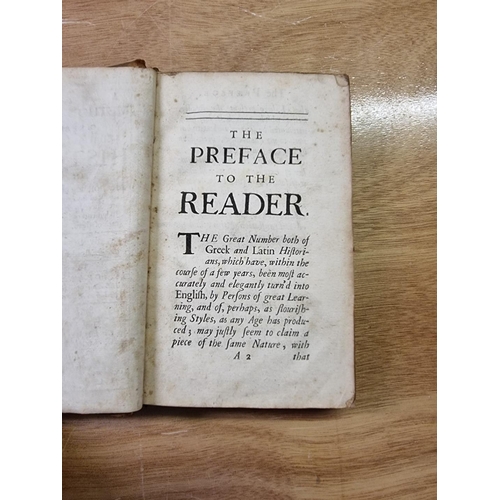 THE
PREFACE
TO THE
READER.
THE Great Number both of
Greek and Latin Hiſtori-
ans, which have, within the
courſe of a few years, been moſt ac-
curately and elegantly turn'd into
Engliſh, by Perſons of great Lear-
ning, and of, perhaps, as flouriſh-
ing Styles, as any Age has produ-
ced; may juſtly ſeem to claim a
piece of the ſame Nature, with
A 2 that